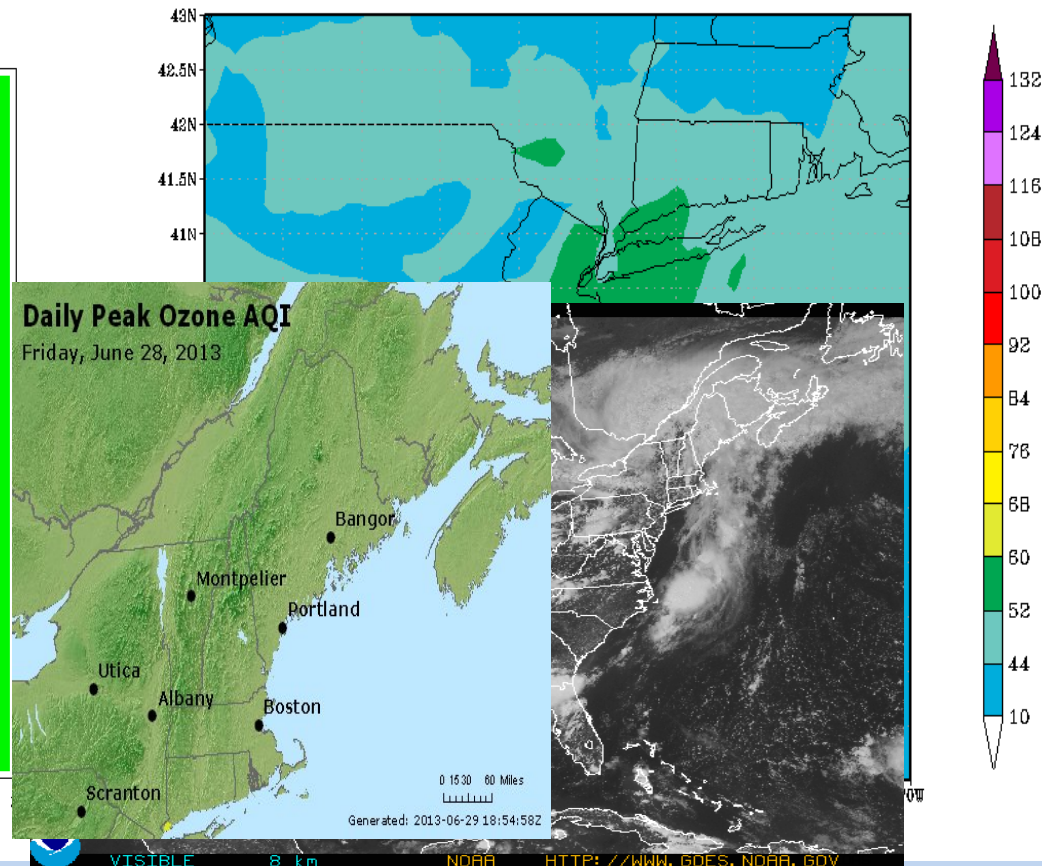 43N
42.5N
42N
41.5N
41N
132
124
116
108
100
92
84
76
68
60
52
44
10
Daily Peak Ozone AQI
Friday, June 28, 2013
Bangor
Montpelier
Portland
Utica
Albany
Boston
Scranton
0 15 30 60 Miles
Generated: 2013-06-29 18:54:58Z
VISIBLE 8 km NOAA HTTP://WWW.GOES.NOAA.GOV